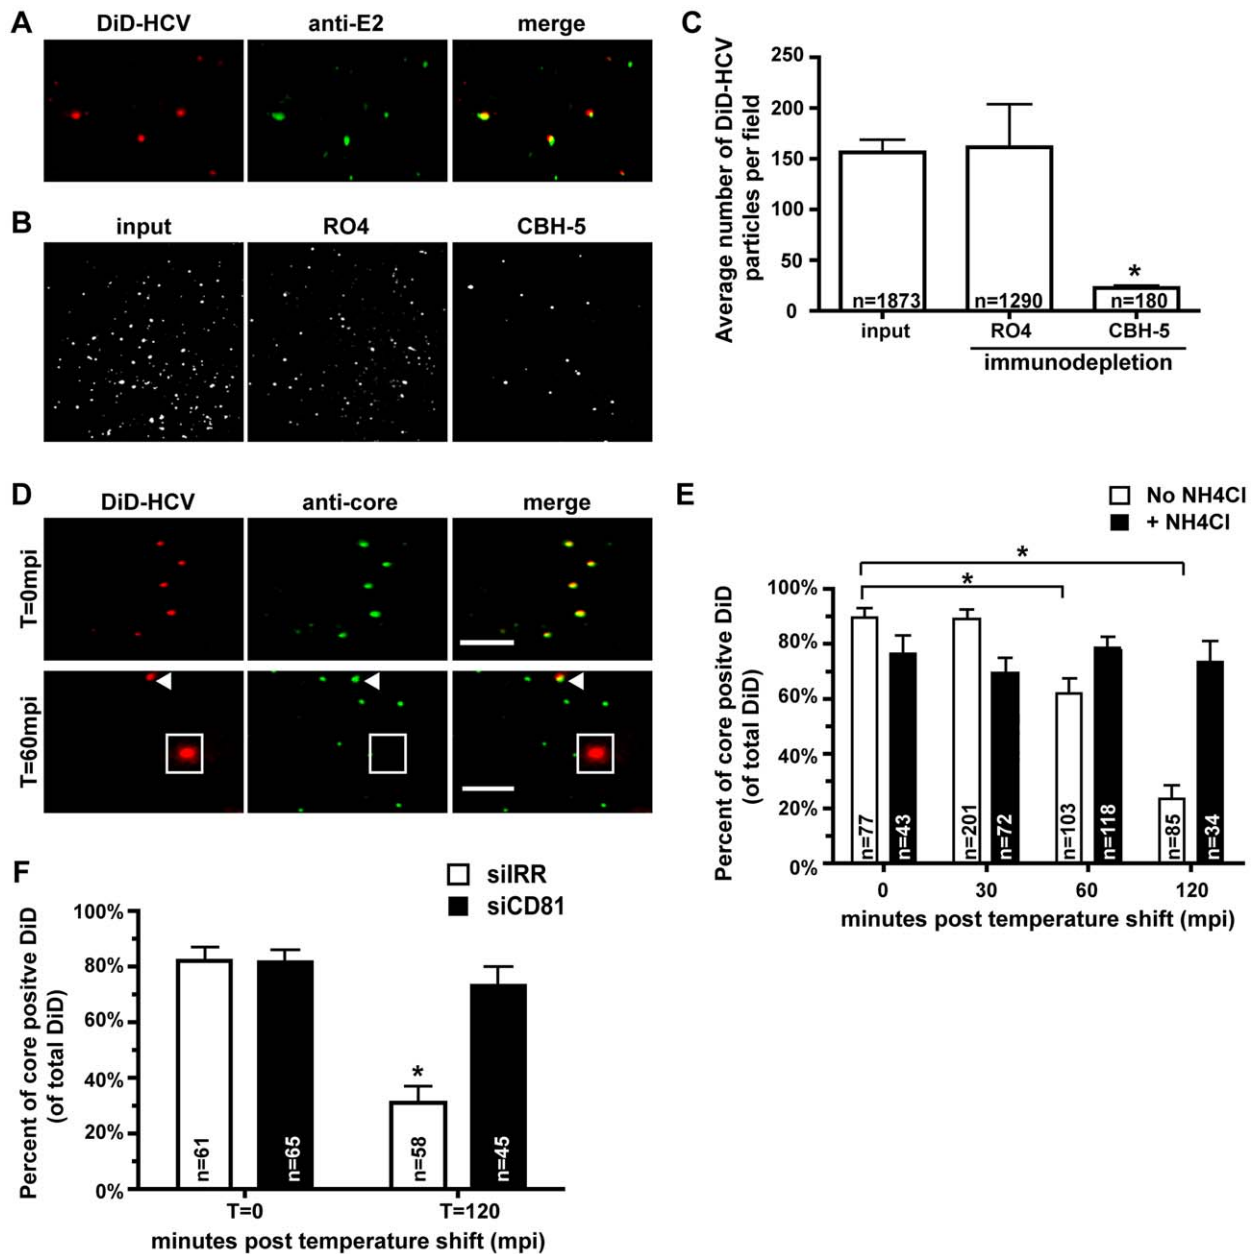 A
DiD-HCV anti-E2 merge
B
input RO4 CBH-5
C
Average number of DiD-HCV
particles per field
250
200
150
100
50
0
n=1873 n=1290 n=180
*
input RO4 CBH-5
immunodepletion
D
DiD-HCV anti-core merge
T=0mpi
T=60mpi
E
No NH4Cl
+ NH4Cl
*
*
Percent of core positve DiD
(of total DiD)
100%
80%
60%
40%
20%
0%
n=77 n=43 n=201 n=72 n=103 n=118 n=85 n=34
0 30 60 120
minutes post temperature shift (mpi)
F
siIRR
siCD81
Percent of core positve DiD
(of total DiD)
100%
80%
60%
40%
20%
0%
*
n=61 n=65 n=58 n=45
T=0 T=120
minutes post temperature shift (mpi)